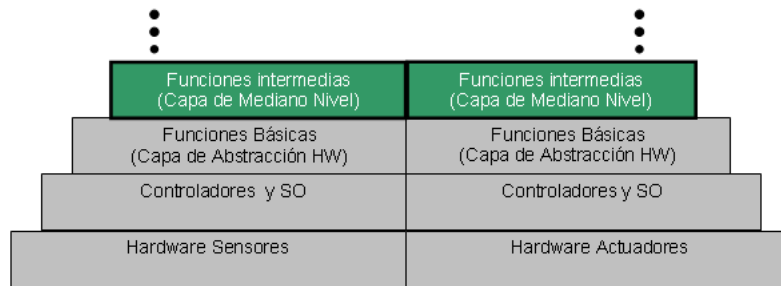 Funciones intermedias
(Capa de Mediano Nivel)
Funciones intermedias
(Capa de Mediano Nivel)
Funciones Básicas
(Capa de Abstracción HW)
Funciones Básicas
(Capa de Abstracción HW)
Controladores y SO
Controladores y SO
Hardware Sensores
Hardware Actuadores